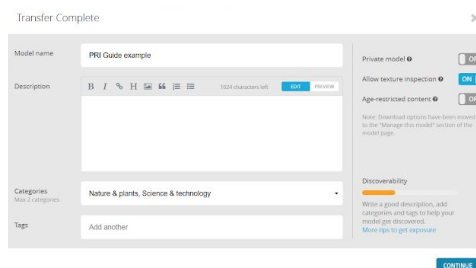 Transfer Complete
Model name
PRI Guide example
Private model
Allow texture inspection
ON
Age-restricted content
Note: Download options have been moved
to the "Manage this model" section of the
model page.
Description
B I H
1024 characters left
EDIT
PREVIEW
Discoverability
Write a good description, add
categories and tags to help your
model get discovered.
More tips to get exposure
Categories
Max 2 categories
Nature & plants, Science & technology
Tags
Add another
CONTINUE